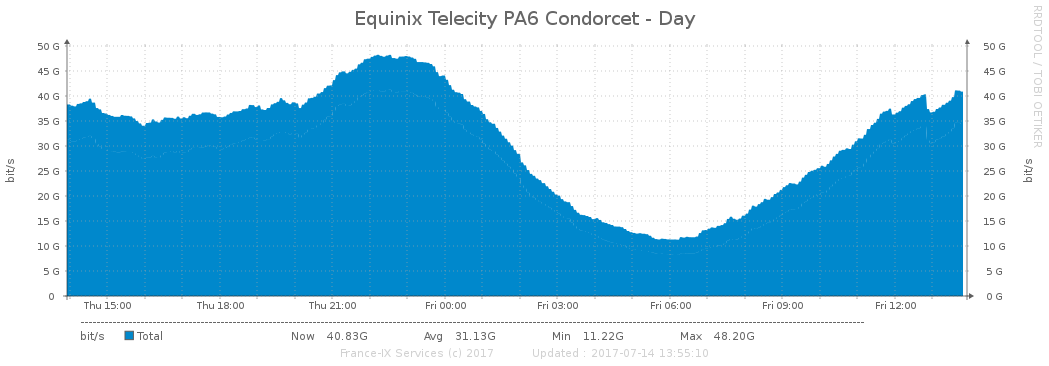 Equinix Telecity PA6 Condorcet - Day
RRDTOOL / TOBI OETIKER
bit/s
50 G 50 G
45 G 45 G
40 G 40 G
35 G 35 G
30 G 30 G
25 G 25 G
20 G 20 G
15 G 15 G
10 G 10 G
5 G 5 G
0 0 G
bit/s
Thu 15:00 Thu 18:00 Thu 21:00 Fri 00:00 Fri 03:00 Fri 06:00 Fri 09:00 Fri 12:00
bit/s Total Now 40.83G Avg 31.13G Min 11.22G Max 48.20G
France-IX Services (c) 2017 Updated : 2017-07-14 13:55:10